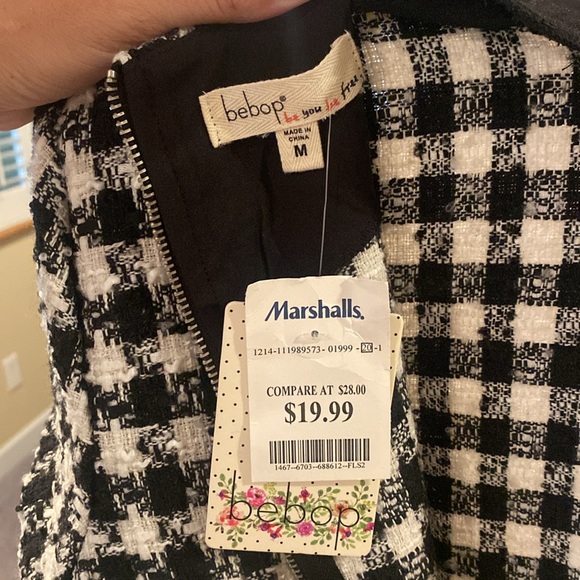 bebop® be you be free.
MADE IN
CHINA
M
Marshalls.
1214-111989573- 01999 - -1
COMPARE AT $28.00
$19.99
1467-6703-688612--FLS2
bebop